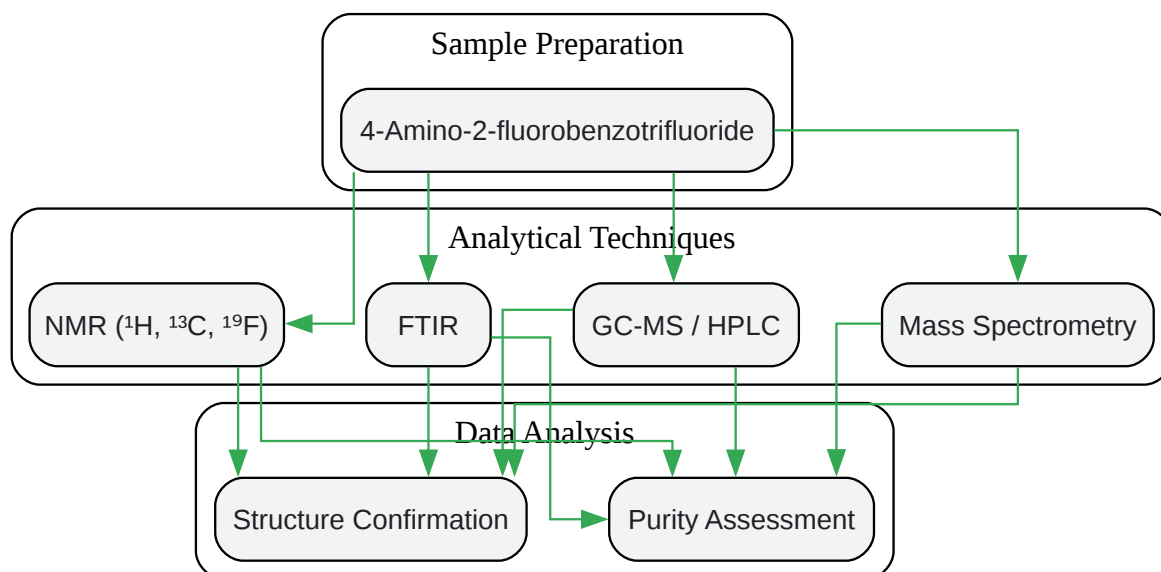 Sample Preparation
4-Amino-2-fluorobenzotrifluoride
Analytical Techniques
NMR (¹H, ¹³C, ¹⁹F)
FTIR
GC-MS / HPLC
Mass Spectrometry
Data Analysis
Structure Confirmation
Purity Assessment